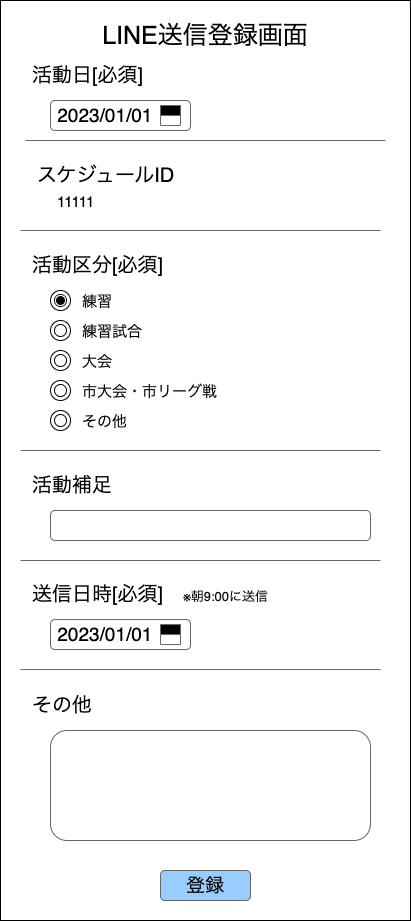 LINE送信登録画面
活動日[必須]
2023/01/01
スケジュールID
11111
活動区分[必須]
練習
練習試合
大会
市大会・市リーグ戦
その他
活動補足
送信日時[必須] ※朝9:00に送信
2023/01/01
その他
登録